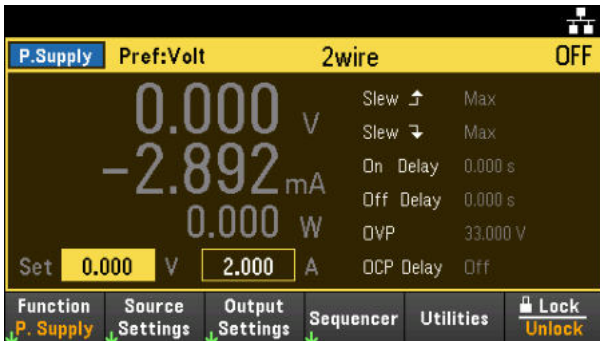 P.Supply Pref:Volt 2wire OFF
0.000 V
-2.892 mA
0.000 W
Set 0.000 V 2.000 A
Slew Max
Slew Max
On Delay 0.000 s
Off Delay 0.000 s
OVP 33.000 V
OCP Delay Off
Function P. Supply
Source Settings
Output Settings
Sequencer
Utilities
Lock Unlock